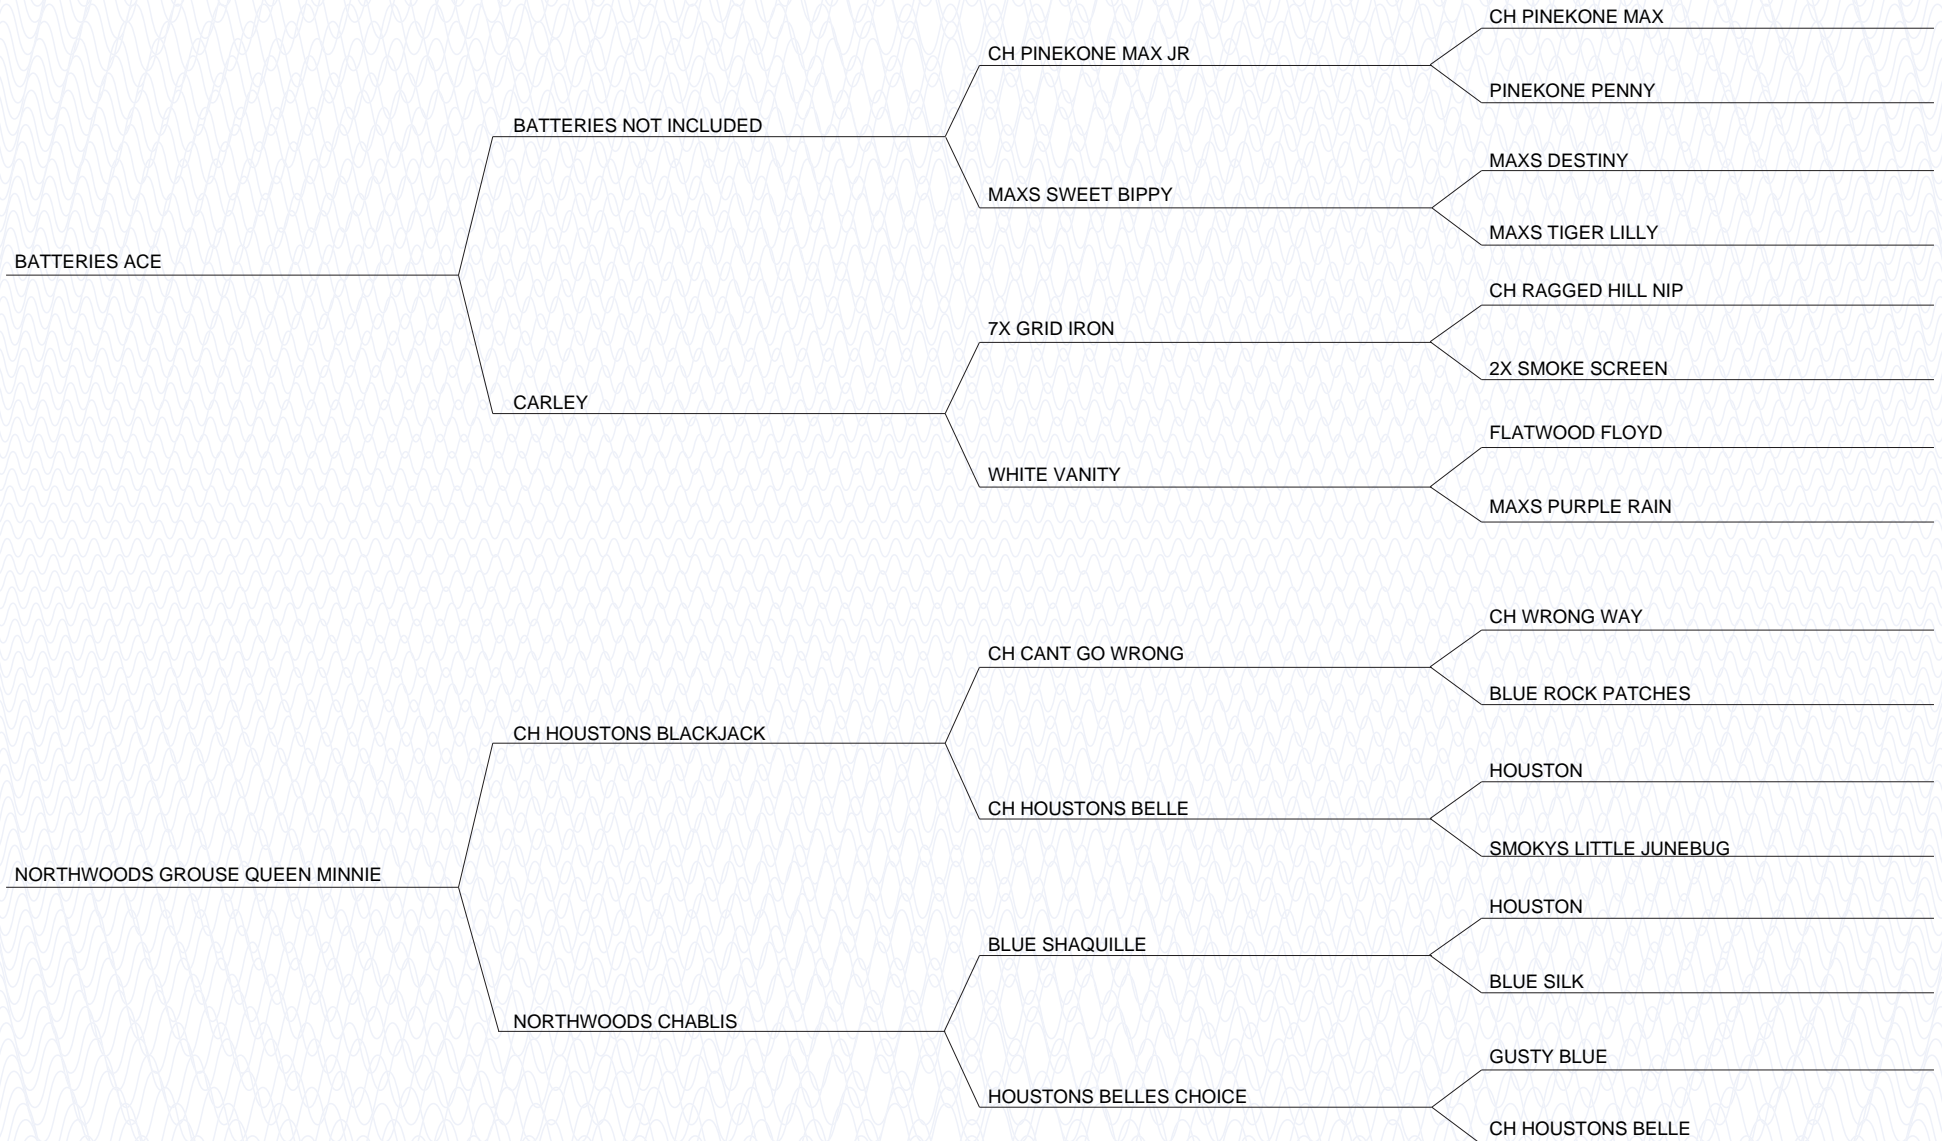 CH PINEKONE MAX
CH PINEKONE MAX JR
PINEKONE PENNY
BATTERIES NOT INCLUDED
MAXS DESTINY
MAXS SWEET BIPPY
MAXS TIGER LILLY
BATTERIES ACE
CH RAGGED HILL NIP
7X GRID IRON
2X SMOKE SCREEN
CARLEY
FLATWOOD FLOYD
WHITE VANITY
MAXS PURPLE RAIN
CH WRONG WAY
CH CANT GO WRONG
BLUE ROCK PATCHES
CH HOUSTONS BLACKJACK
HOUSTON
CH HOUSTONS BELLE
SMOKYS LITTLE JUNEBUG
NORTHWOODS GROUSE QUEEN MINNIE
HOUSTON
BLUE SHAQUILLE
BLUE SILK
NORTHWOODS CHABLIS
GUSTY BLUE
HOUSTONS BELLES CHOICE
CH HOUSTONS BELLE